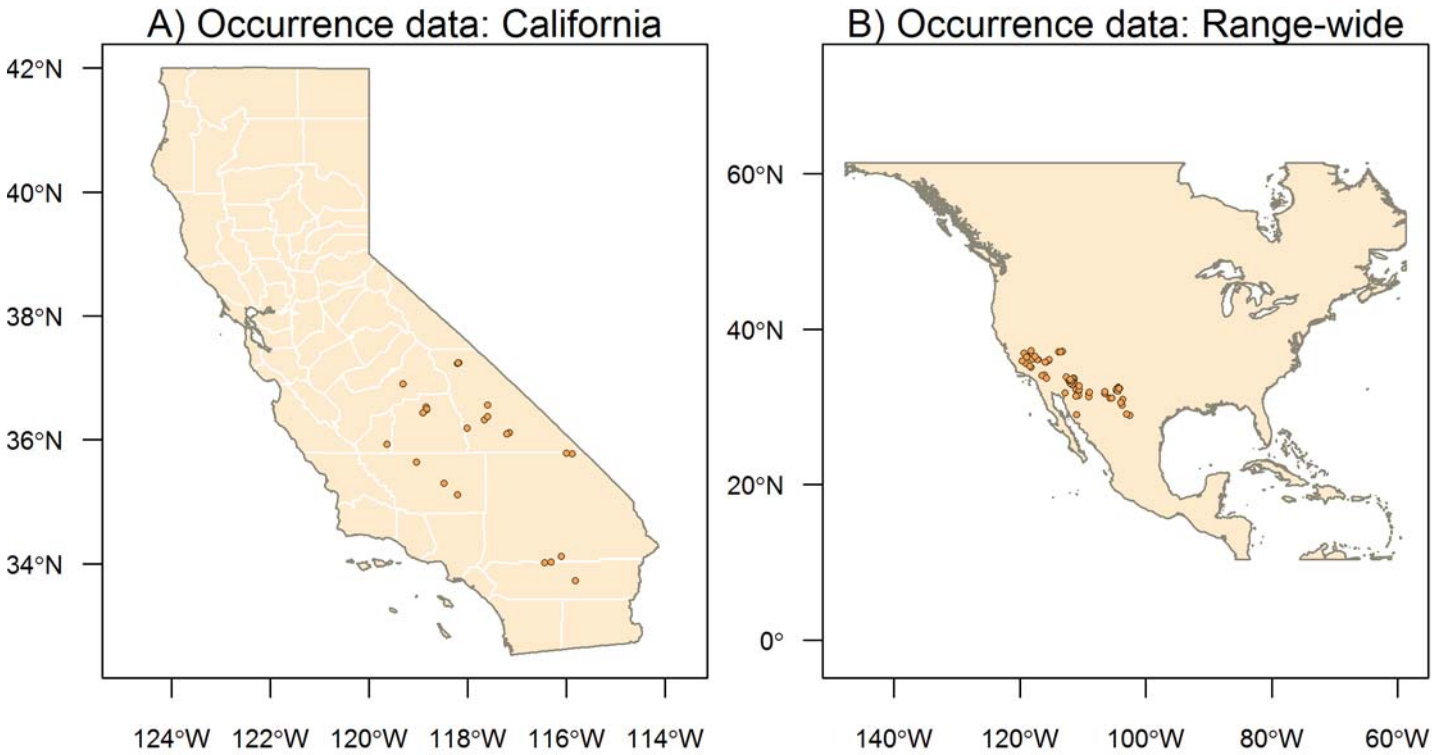 A) Occurrence data: California
42°N
40°N
38°N
36°N
34°N
124°W 122°W 120°W 118°W 116°W 114°W
B) Occurrence data: Range-wide
60°N
40°N
20°N
0°
140°W 120°W 100°W 80°W 60°W